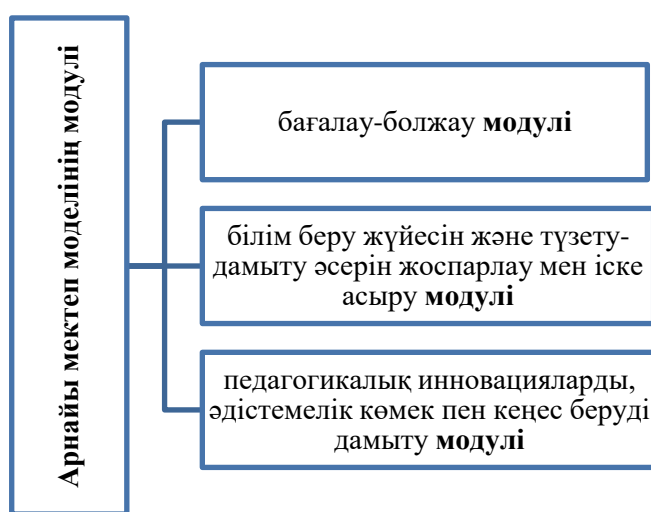 Арнайы мектеп моделінің модулі
бағалау-болжау модулі
білім беру жүйесін және түзету-
дамыту әсерін жоспарлау мен іске
асыру модулі
педагогикалық инновацияларды,
әдістемелік көмек пен кеңес беруді
дамыту модулі